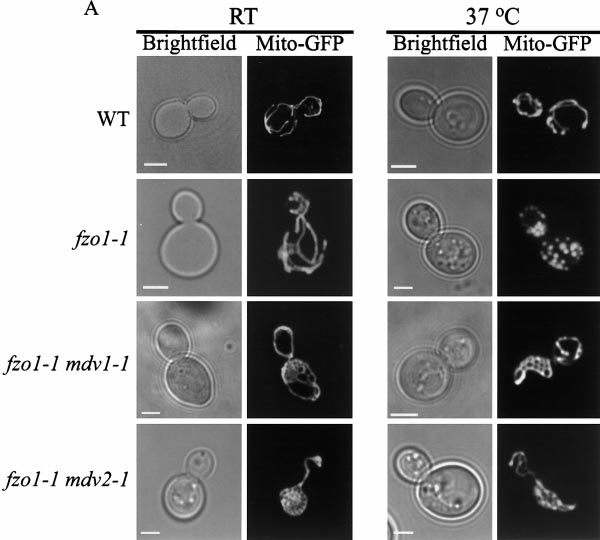 A
RT
37 ºC
Brightfield Mito-GFP Brightfield Mito-GFP
WT
fzo1-1
fzo1-1 mdv1-1
fzo1-1 mdv2-1